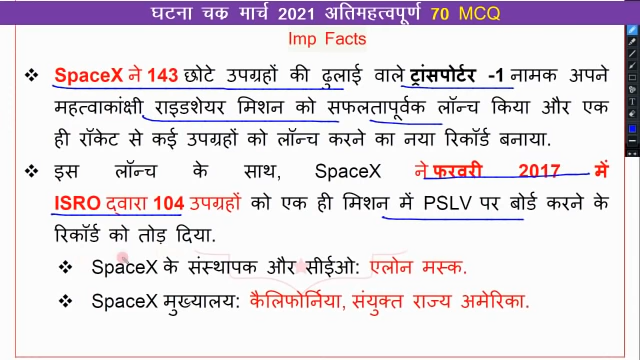 घटना चक्र मार्च 2021 अतिमहत्वपूर्ण 70 MCQ
Imp Facts
❖ SpaceX ने 143 छोटे उपग्रहों की ढुलाई वाले ट्रांसपोर्टर -1 नामक अपने
महत्वाकांक्षी राइडशेयर मिशन को सफलतापूर्वक लॉन्च किया और एक
ही रॉकेट से कई उपग्रहों को लॉन्च करने का नया रिकॉर्ड बनाया.
❖ इस लॉन्च के साथ, SpaceX ने फरवरी 2017 में
ISRO द्वारा 104 उपग्रहों को एक ही मिशन में PSLV पर बोर्ड करने के
रिकॉर्ड को तोड़ दिया.
❖ SpaceX के संस्थापक और सीईओ: एलोन मस्क.
❖ SpaceX मुख्यालय: कैलिफोर्निया, संयुक्त राज्य अमेरिका.